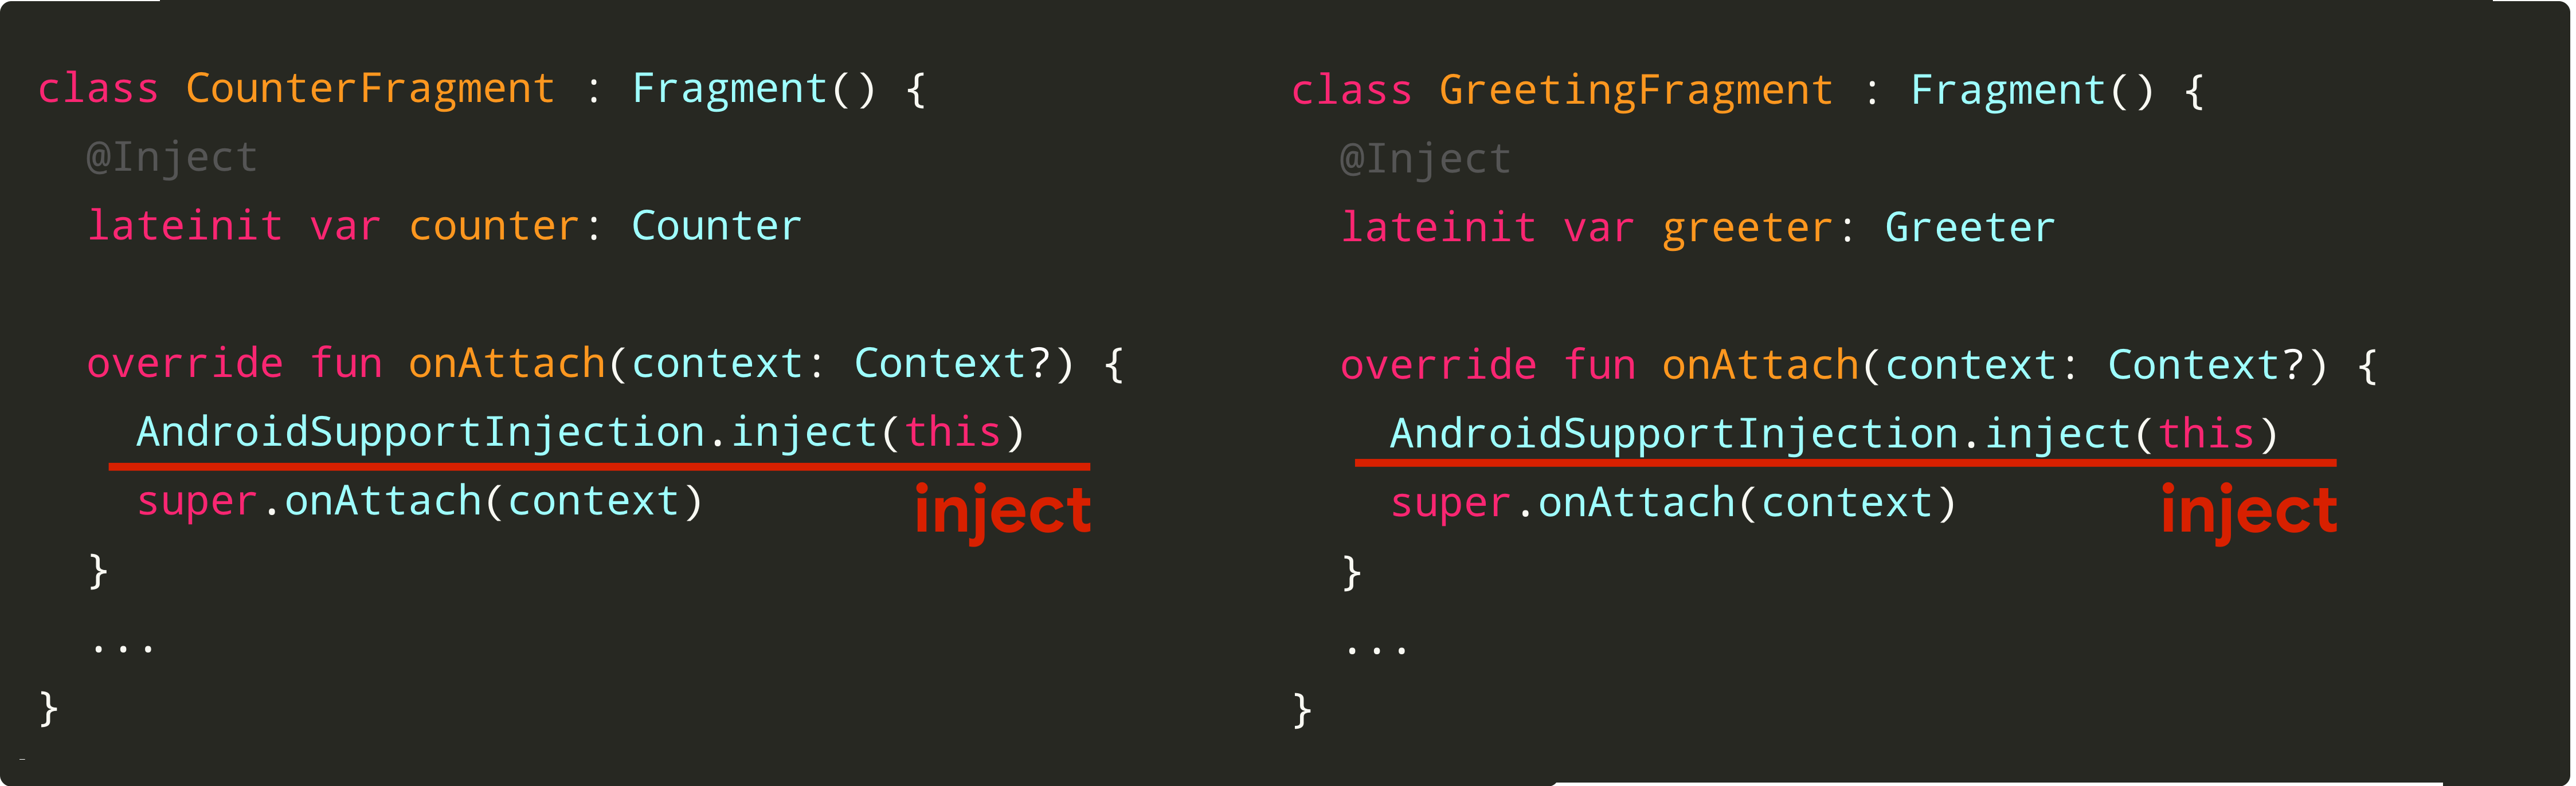 class CounterFragment : Fragment() {
  @Inject
  lateinit var counter: Counter
  override fun onAttach(context: Context?) {
    AndroidSupportInjection.inject(this)
    super.onAttach(context)
inject
  }
  ...
}
class GreetingFragment : Fragment() {
  @Inject
  lateinit var greeter: Greeter
  override fun onAttach(context: Context?) {
    AndroidSupportInjection.inject(this)
    super.onAttach(context)
inject
  }
  ...
}